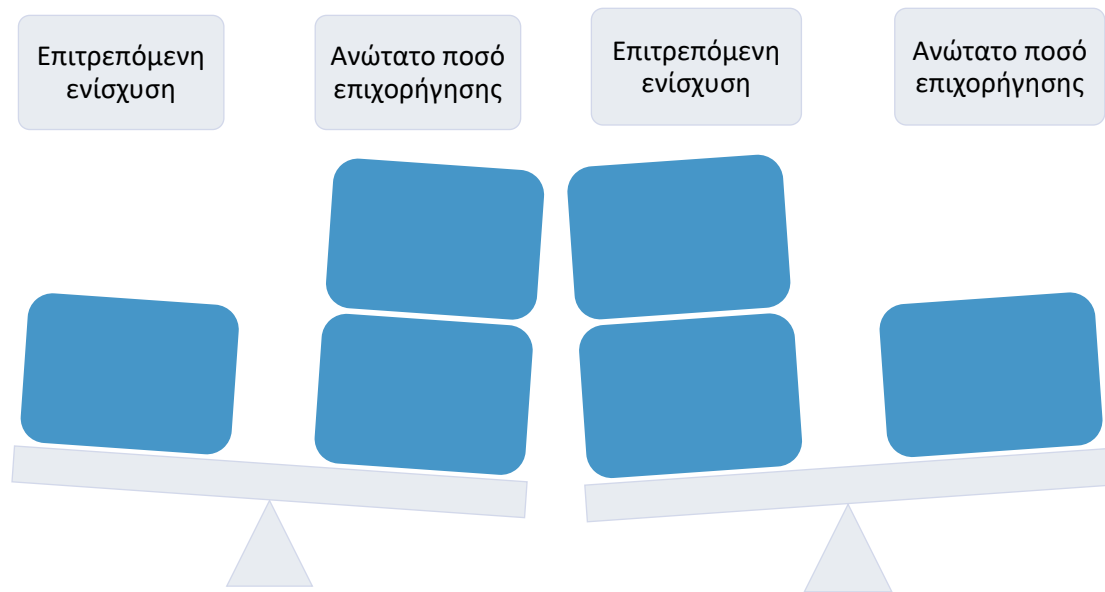 Επιτρεπόμενη
ενίσχυση
Ανώτατο ποσό
επιχορήγησης
Επιτρεπόμενη
ενίσχυση
Ανώτατο ποσό
επιχορήγησης